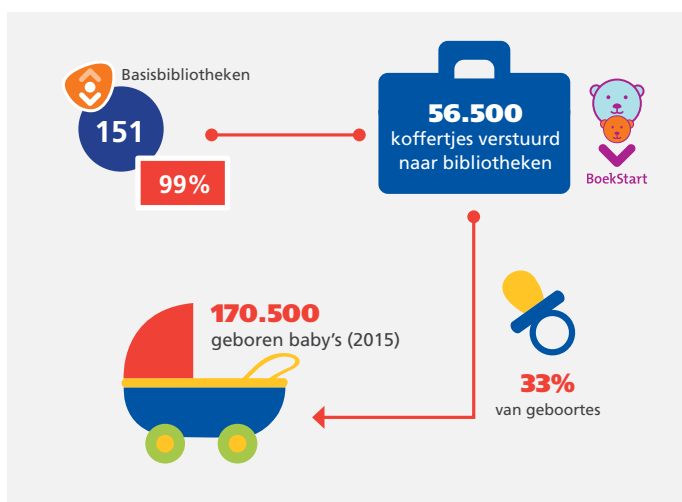 Basisbibliotheken
151
99%
56.500
koffertjes verstuurd
naar bibliotheken
BoekStart
170.500
geboren baby's (2015)
33%
van geboortes